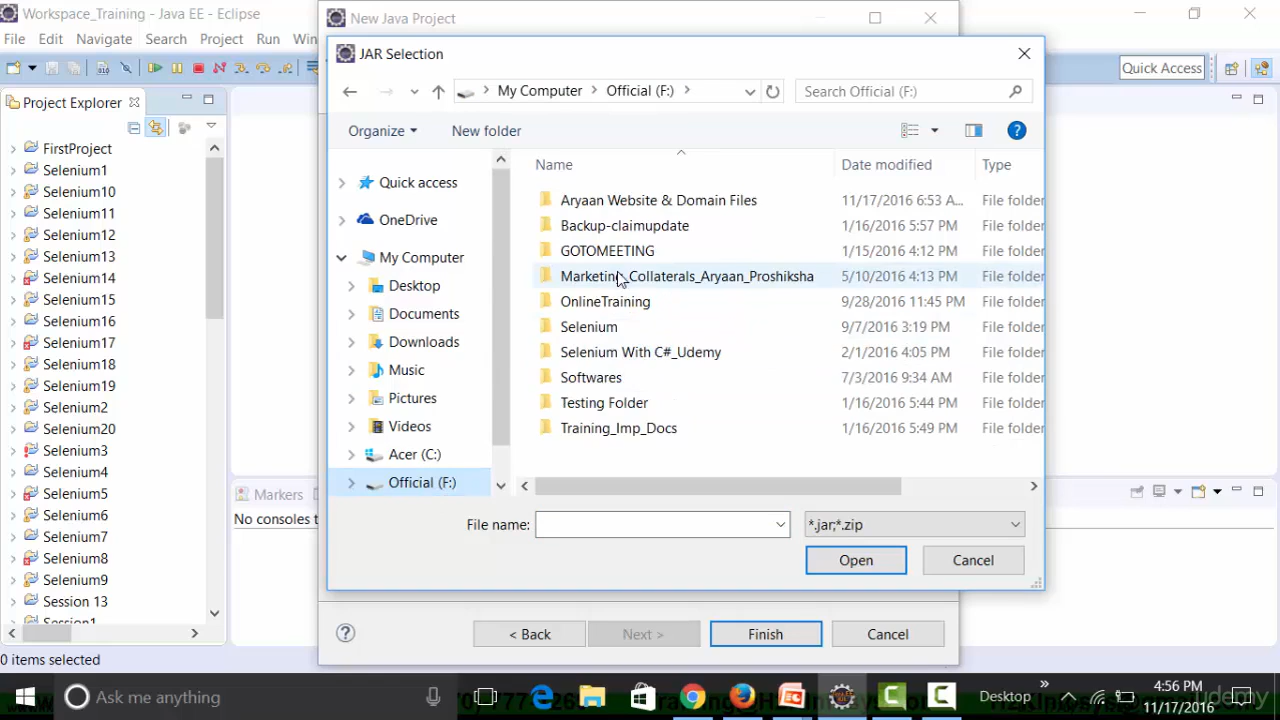 Workspace_Training - Java EE - Eclipse
File Edit Navigate Search Project Run Win
Quick Access
Project Explorer
FirstProject
Selenium1
Selenium10
Selenium11
Selenium12
Selenium13
Selenium14
Selenium15
Selenium16
Selenium17
Selenium18
Selenium19
Selenium2
Selenium20
Selenium3
Selenium4
Selenium5
Selenium6
Selenium7
Selenium8
Selenium9
Session 13
Session1
0 items selected
Markers
No consoles t
New Java Project
JAR Selection
My Computer Official (F:)
Search Official (F:)
Organize New folder
Quick access
OneDrive
My Computer
Desktop
Documents
Downloads
Music
Pictures
Videos
Acer (C:)
Official (F:)
Name Date modified Type
Aryaan Website & Domain Files 11/17/2016 6:53 A... File folder
Backup-claimupdate 1/16/2016 5:57 PM File folder
GOTOMEETING 1/15/2016 4:12 PM File folder
Marketing_Collaterals_Aryaan_Proshiksha 5/10/2016 4:13 PM File folder
OnlineTraining 9/28/2016 11:45 PM File folder
Selenium 9/7/2016 3:19 PM File folder
Selenium With C#_Udemy 2/1/2016 4:05 PM File folder
Softwares 7/3/2016 9:34 AM File folder
Testing Folder 1/16/2016 5:44 PM File folder
Training_Imp_Docs 1/16/2016 5:49 PM File folder
File name: *.jar;*.zip
Open Cancel
< Back Next > Finish Cancel
Ask me anything
Desktop
4:56 PM
11/17/2016
udemy